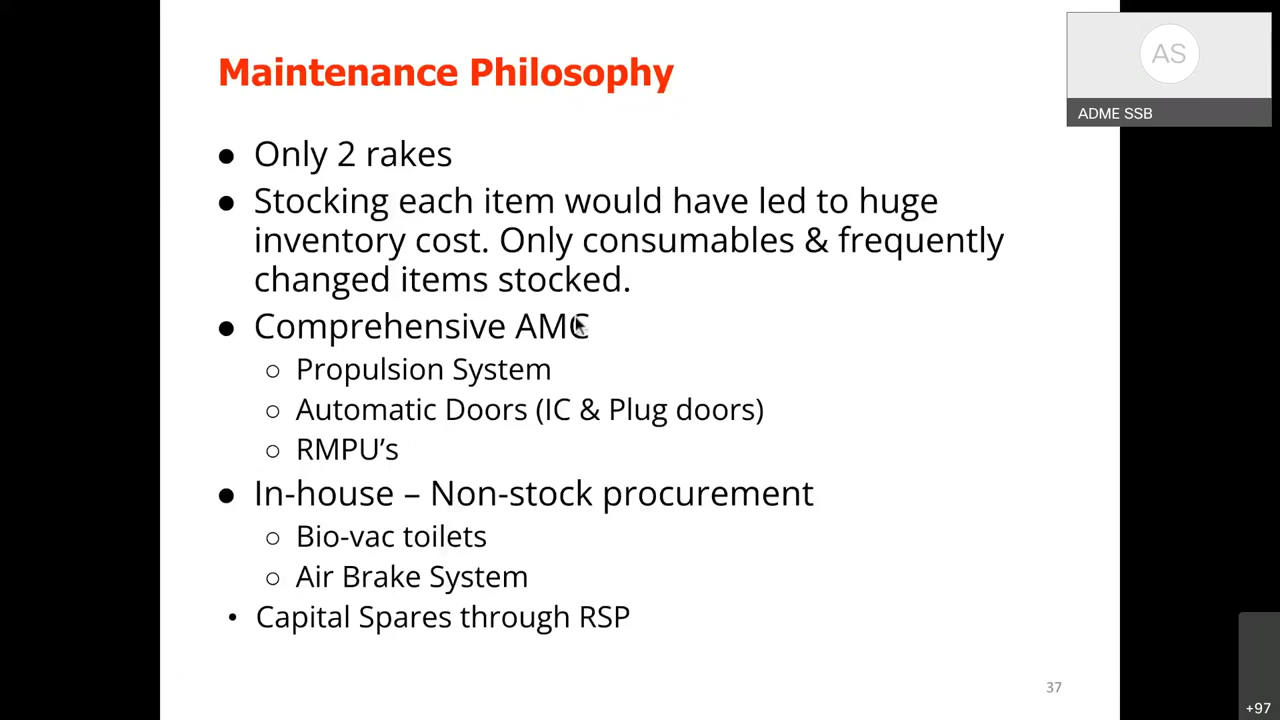 Maintenance Philosophy
● Only 2 rakes
● Stocking each item would have led to huge
inventory cost. Only consumables & frequently
changed items stocked.
● Comprehensive AMC
○ Propulsion System
○ Automatic Doors (IC & Plug doors)
○ RMPU’s
● In-house – Non-stock procurement
○ Bio-vac toilets
○ Air Brake System
• Capital Spares through RSP
37
AS
ADME SSB
+97